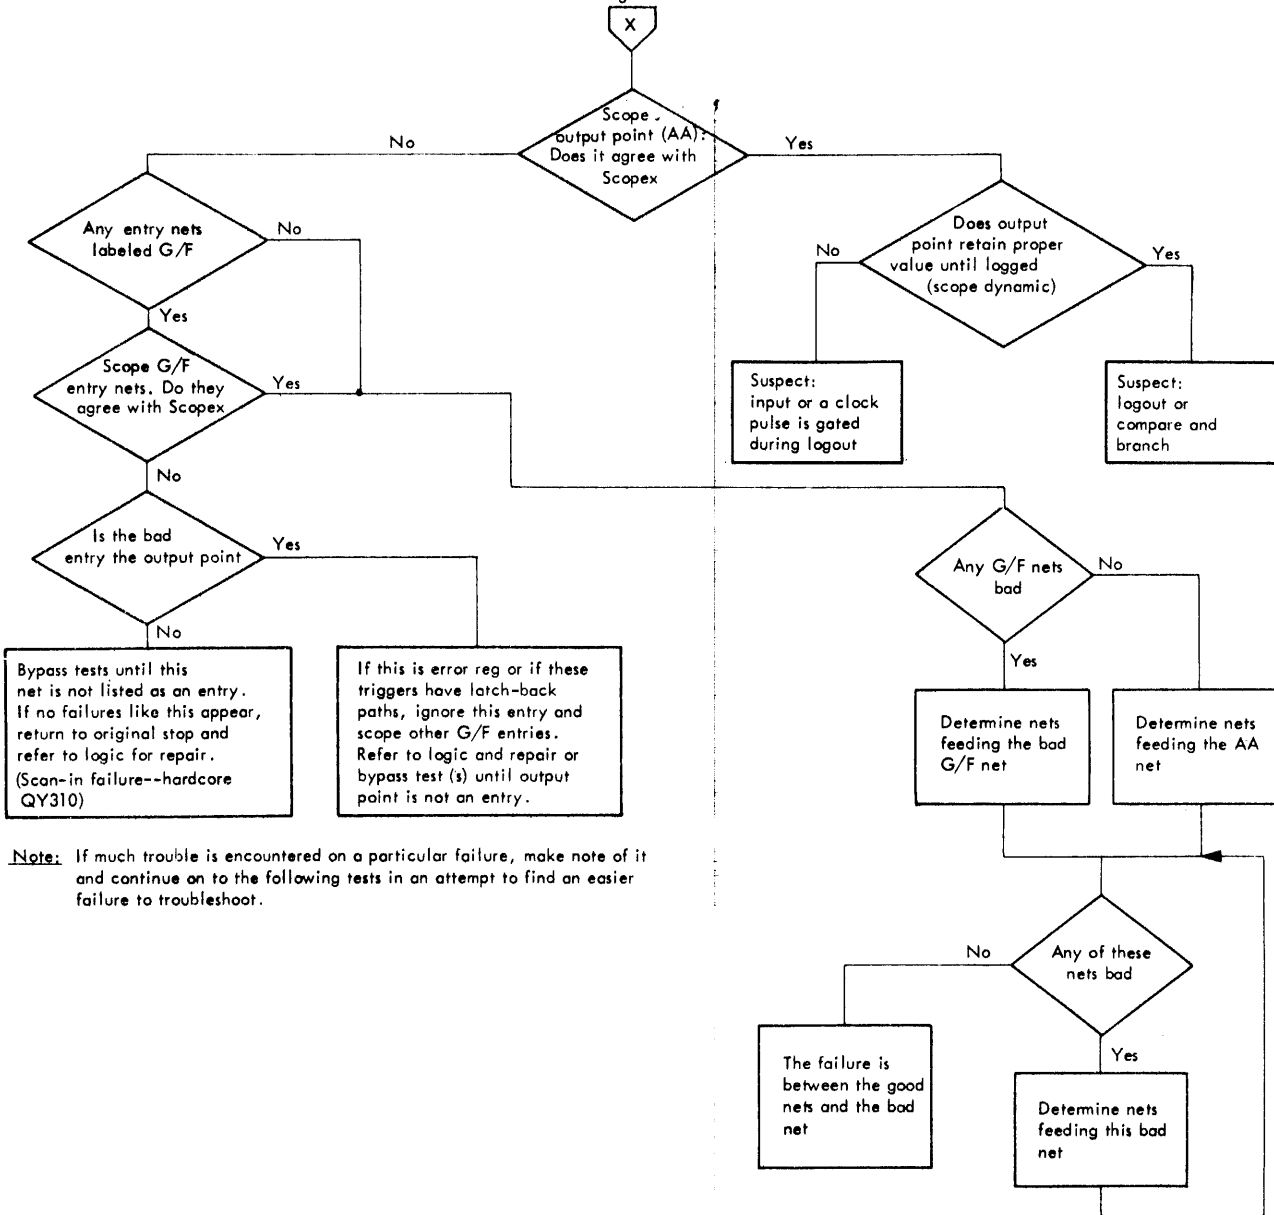 X
Scope
output point (AA):
Does it agree with
Scopex
No
Yes
Any entry nets
labeled G/F
No
Yes
Does output
point retain proper
value until logged
(scope dynamic)
No
Yes
Scope G/F
entry nets. Do they
agree with Scopex
Yes
No
Suspect:
input or a clock
pulse is gated
during logout
Suspect:
logout or
compare and
branch
Is the bad
entry the output point
Yes
No
Any G/F nets
bad
No
Yes
Bypass tests until this
net is not listed as an entry.
If no failures like this appear,
return to original stop and
refer to logic for repair.
(Scan-in failure--hardcore
QY310)
If this is error reg or if these
triggers have latch-back
paths, ignore this entry and
scope other G/F entries.
Refer to logic and repair or
bypass test ('s) until output
point is not an entry.
Determine nets
feeding the bad
G/F net
Determine nets
feeding the AA
net
Note: If much trouble is encountered on a particular failure, make note of it
and continue on to the following tests in an attempt to find an easier
failure to troubleshoot.
Any of these
nets bad
No
Yes
The failure is
between the good
nets and the bad
net
Determine nets
feeding this bad
net